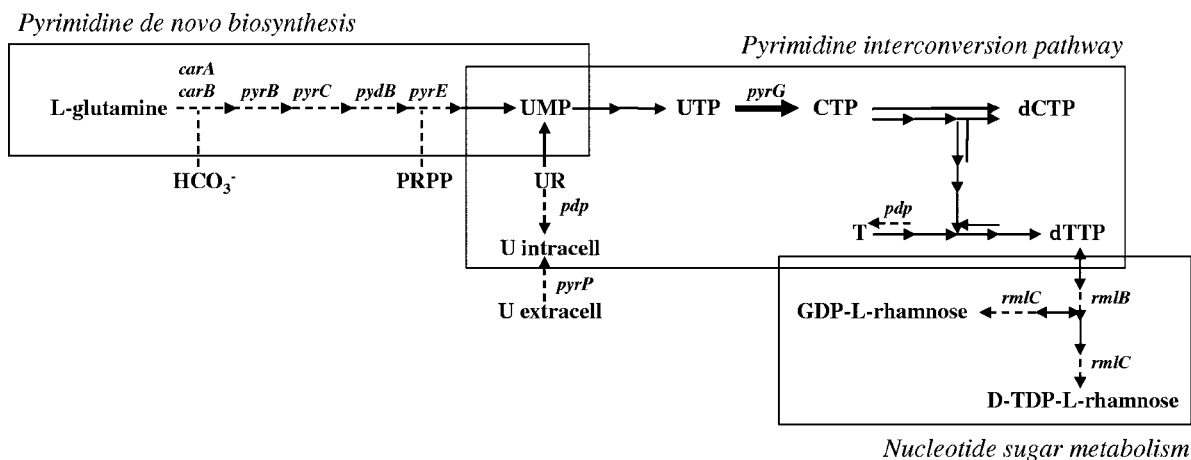 Pyrimidine de novo biosynthesis
Pyrimidine interconversion pathway
carA
carB pyrB pyrC pydB pyrE
L-glutamine UMP UTP pyrG CTP dCTP
HCO3- PRPP UR
pdp
U intracell
T pdp dTTP
pyrP
U extracell
GDP-L-rhamnose rmlC rmlB
rmlC
D-TDP-L-rhamnose
Nucleotide sugar metabolism